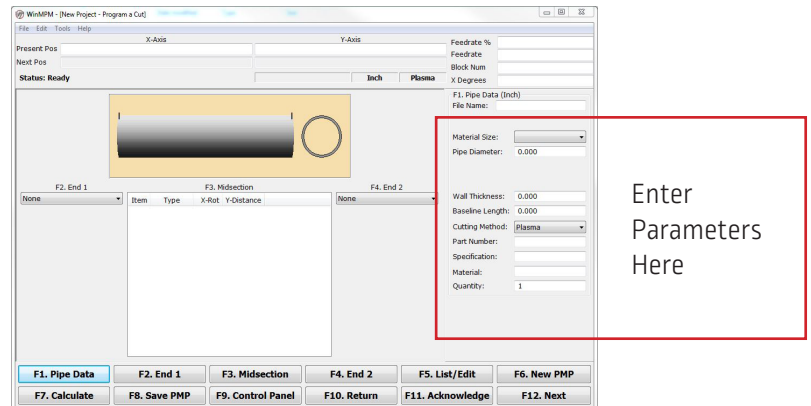 WinMPM - [New Project - Program a Cut]
File Edit Tools Help
X-Axis Y-Axis
Feedrate %
Present Pos
Feedrate
Next Pos
Block Num
Status: Ready Inch Plasma X Degrees
F1. Pipe Data (Inch)
File Name:
Material Size:
Pipe Diameter: 0.000
F2. End 1 F3. Midsection F4. End 2
None Item Type X-Rot Y-Distance None
Wall Thickness: 0.000
Baseline Length: 0.000
Cutting Method: Plasma
Part Number:
Specification:
Material:
Quantity: 1
Enter
Parameters
Here
F1. Pipe Data F2. End 1 F3. Midsection F4. End 2 F5. List/Edit F6. New PMP
F7. Calculate F8. Save PMP F9. Control Panel F10. Return F11. Acknowledge F12. Next